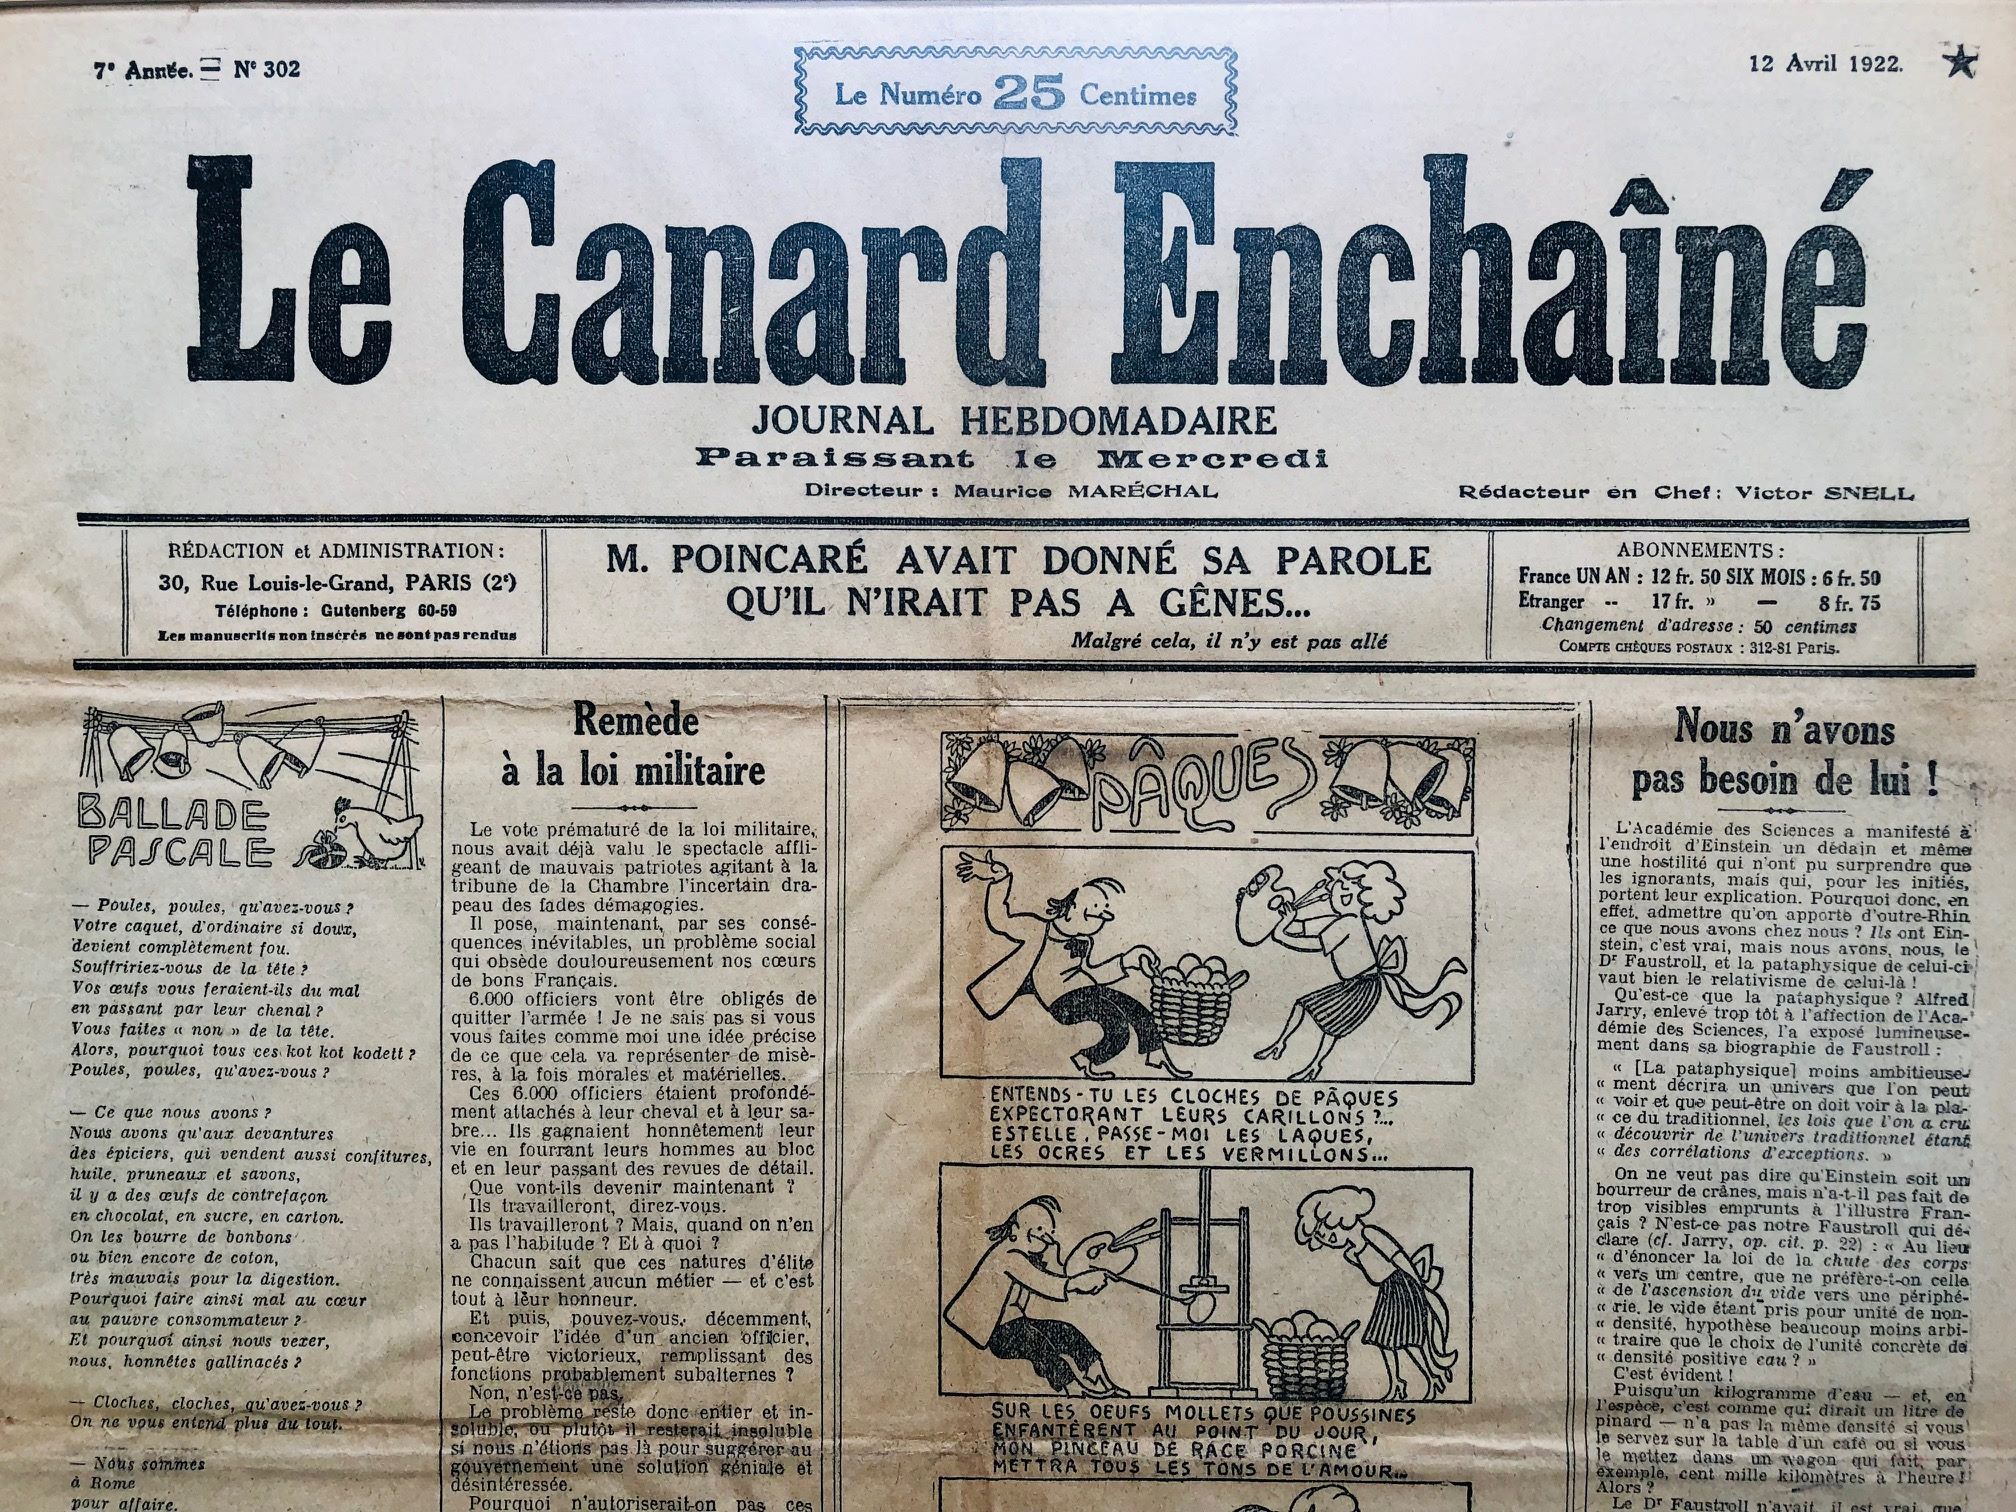 7e Année. — N° 302
Le Numéro 25 Centimes
12 Avril 1922.
Le Canard Enchaîné
JOURNAL HEBDOMADAIRE
Paraissant le Mercredi
Directeur : Maurice MARÉCHAL
Rédacteur en Chef : Victor SNELL
RÉDACTION et ADMINISTRATION :
30, Rue Louis-le-Grand, PARIS (2e)
Téléphone : Gutenberg 60-59
Les manuscrits non insérés ne sont pas rendus
M. POINCARÉ AVAIT DONNÉ SA PAROLE
QU'IL N'IRAIT PAS A GÊNES...
Malgré cela, il n'y est pas allé
ABONNEMENTS :
France UN AN : 12 fr. 50 SIX MOIS : 6 fr. 50
Etranger -- 17 fr. » — 8 fr. 75
Changement d'adresse : 50 centimes
COMPTE CHÈQUES POSTAUX : 312-81 Paris.
BALLADE
PASCALE
— Poules, poules, qu'avez-vous ?
Votre caquet, d'ordinaire si doux,
devient complètement fou.
Souffririez-vous de la tête ?
Vos œufs vous feraient-ils du mal
en passant par leur chenal ?
Vous faites « non » de la tête.
Alors, pourquoi tous ces kot kot kodett ?
Poules, poules, qu'avez-vous ?
— Ce que nous avons ?
Nous avons qu'aux devantures
des épiciers, qui vendent aussi confitures,
huile, pruneaux et savons,
il y a des œufs de contrefaçon
en chocolat, en sucre, en carton.
On les bourre de bonbons
ou bien encore de coton,
très mauvais pour la digestion.
Pourquoi faire ainsi mal au cœur
au pauvre consommateur ?
Et pourquoi ainsi nous vexer,
nous, honnêtes gallinacés ?
— Cloches, cloches, qu'avez-vous ?
On ne vous entend plus du tout.
— Nous sommes
à Rome
pour affaire.
Remède
à la loi militaire
Le vote prématuré de la loi militaire,
nous avait déjà valu le spectacle affli-
geant de mauvais patriotes agitant à la
tribune de la Chambre l'incertain dra-
peau des fades démagogies.
Il pose, maintenant, par ses consé-
quences inévitables, un problème social
qui obsède douloureusement nos cœurs
de bons Français.
6.000 officiers vont être obligés de
quitter l'armée ! Je ne sais pas si vous
vous faites comme moi une idée précise
de ce que cela va représenter de misè-
res, à la fois morales et matérielles.
Ces 6.000 officiers étaient profondé-
ment attachés à leur cheval et à leur sa-
bre... Ils gagnaient honnêtement leur
vie en fourrant leurs hommes au bloc
et en leur passant des revues de détail.
Que vont-ils devenir maintenant ?
Ils travailleront, direz-vous.
Ils travailleront ? Mais, quand on n'en
a pas l'habitude ? Et à quoi ?
Chacun sait que ces natures d'élite
ne connaissent aucun métier — et c'est
tout à leur honneur.
Et puis, pouvez-vous, décemment,
concevoir l'idée d'un ancien officier,
peut-être victorieux, remplissant des
fonctions probablement subalternes ?
Non, n'est-ce pas.
Le problème reste donc entier et in-
soluble, ou plutôt il resterait insoluble
si nous n'étions pas là pour suggérer au
gouvernement une solution géniale et
désintéressée.
Pourquoi n'autoriserait-on pas ces
PÂQUES
ENTENDS-TU LES CLOCHES DE PÂQUES
EXPECTORANT LEURS CARILLONS ?...
ESTELLE, PASSE-MOI LES LAQUES,
LES OCRES ET LES VERMILLONS...
SUR LES OEUFS MOLLETS QUE POUSSINES
ENFANTÈRENT AU POINT DU JOUR,
MON PINCEAU DE RACE PORCINE
METTRA TOUS LES TONS DE L'AMOUR...
Nous n'avons
pas besoin de lui !
L'Académie des Sciences a manifesté à
l'endroit d'Einstein un dédain et même
une hostilité qui n'ont pu surprendre que
les ignorants, mais qui, pour les initiés,
portent leur explication. Pourquoi donc, en
effet, admettre qu'on apporte d'outre-Rhin
ce que nous avons chez nous ? Ils ont Ein-
stein, c'est vrai, mais nous avons, nous, le
Dr Faustroll, et la pataphysique de celui-ci
vaut bien le relativisme de celui-là !
Qu'est-ce que la pataphysique ? Alfred
Jarry, enlevé trop tôt à l'affection de l'Aca-
démie des Sciences, l'a exposé lumineuse-
ment dans sa biographie de Faustroll :
« [La pataphysique] moins ambitieuse-
« ment décrira un univers que l'on peut
« voir et que peut-être on doit voir à la pla-
« ce du traditionnel, les lois que l'on a cru
« découvrir de l'univers traditionnel étant
« des corrélations d'exceptions. »
On ne veut pas dire qu'Einstein soit un
bourreur de crânes, mais n'a-t-il pas fait de
trop visibles emprunts à l'illustre Fran-
çais ? N'est-ce pas notre Faustroll qui dé-
clare (cf. Jarry, op. cit. p. 22) : « Au lieu
« d'énoncer la loi de la chute des corps
« vers un centre, que ne préfère-t-on celle
« de l'ascension du vide vers une périphé-
« rie, le vide étant pris pour unité de non-
« densité, hypothèse beaucoup moins arbi-
« traire que le choix de l'unité concrète de
« densité positive eau ? »
C'est évident !
Puisqu'un kilogramme d'eau — et, en
l'espèce, c'est comme qui dirait un litre de
pinard — n'a pas la même densité si vous
le servez sur la table d'un café ou si vous
le mettez dans un wagon qui fait, par
exemple, cent mille kilomètres à l'heure !
Alors ?
Le Dr Faustroll n'avait, il est vrai, que